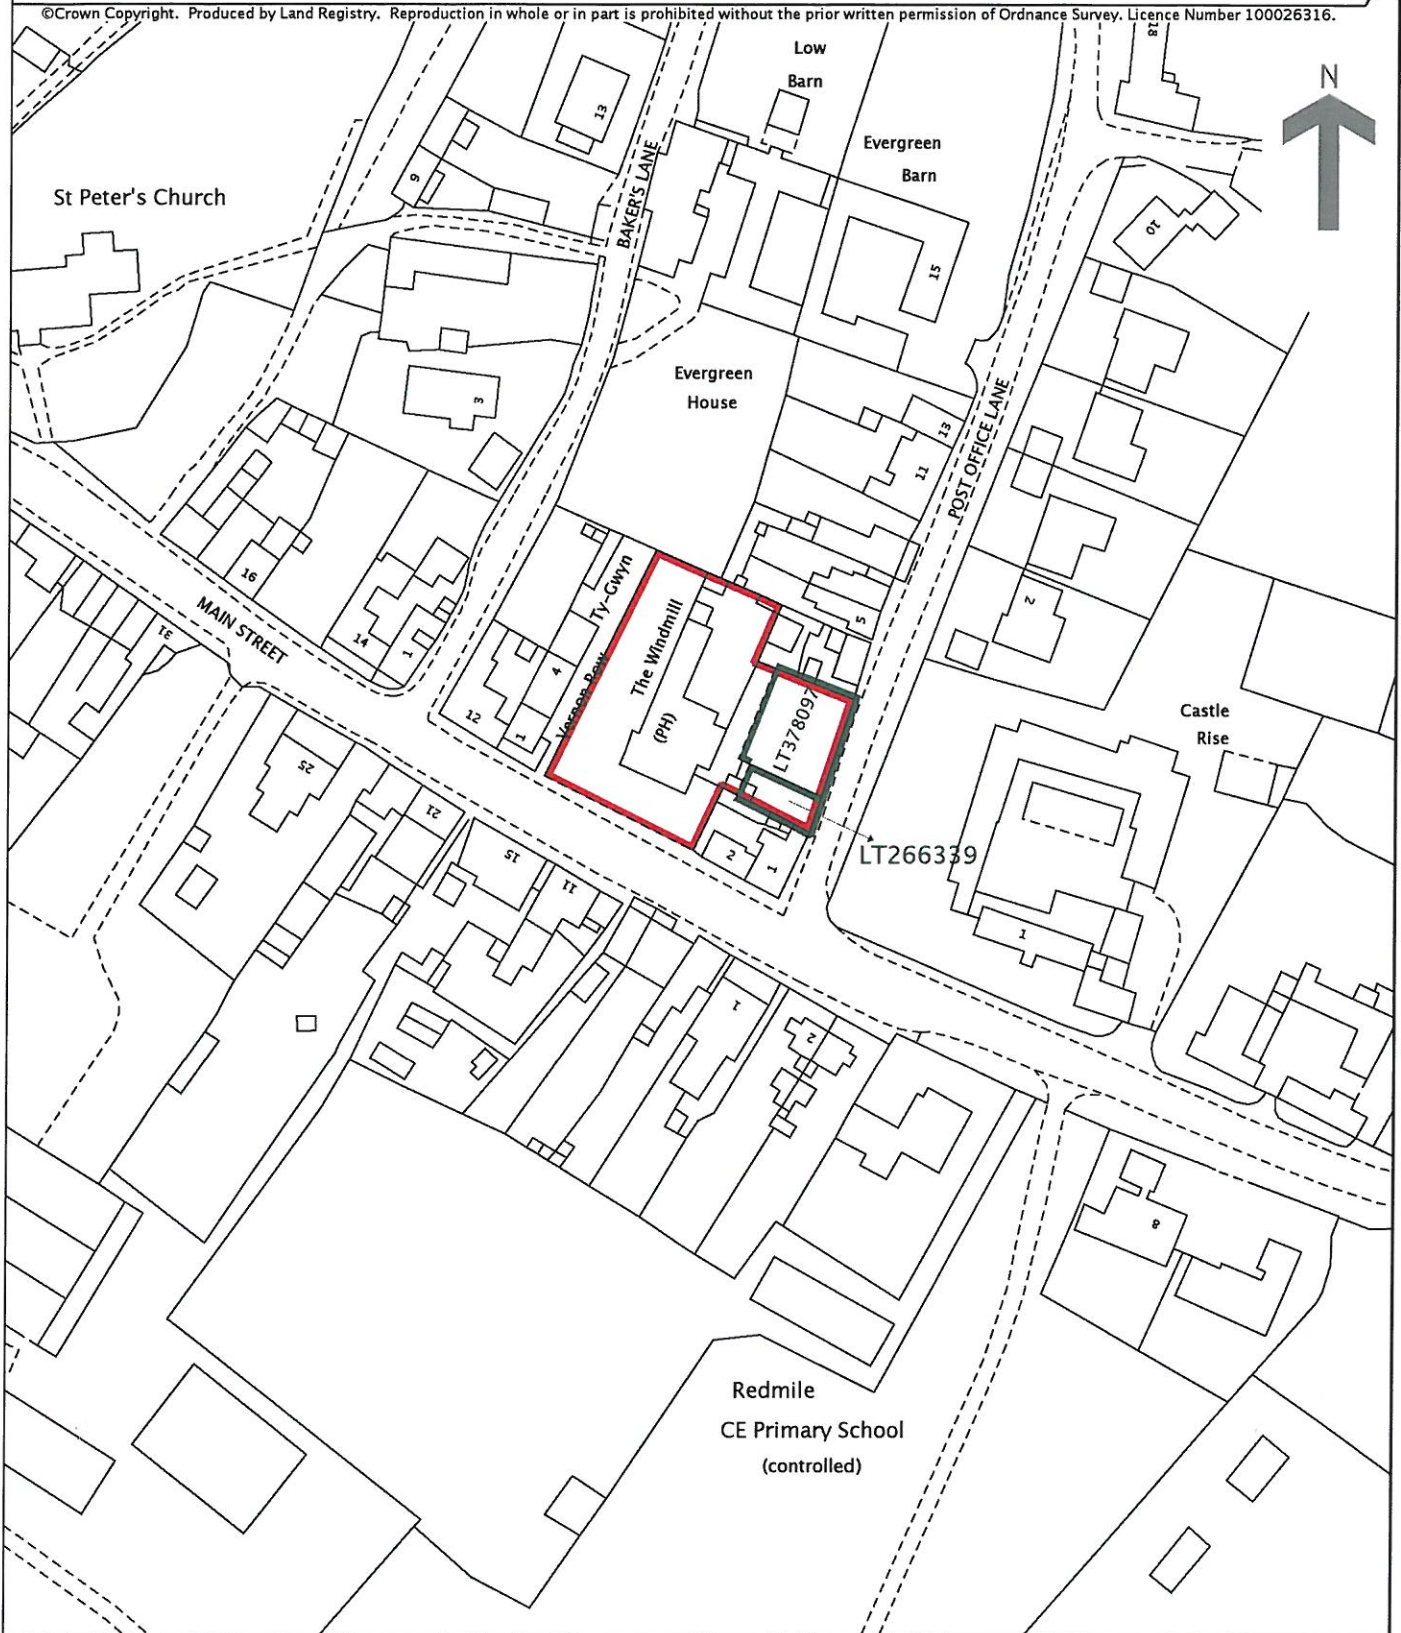 ©Crown Copyright. Produced by Land Registry. Reproduction in whole or in part is prohibited without the prior written permission of Ordnance Survey. Licence Number 100026316.
18
Low
Barn
N
13
Evergreen
Barn
9
St Peter's Church
BAKER'S LANE
10
15
Evergreen
House
3
13
11
POST OFFICE LANE
16
Ty-Gwyn
The Windmill
(PH)
5
2
MAIN STREET
31
14
1
4
Vernon Row
12
1
LT378097
Castle
Rise
25
21
2
1
LT266339
15
11
1
1
2
8
Redmile
CE Primary School
(controlled)